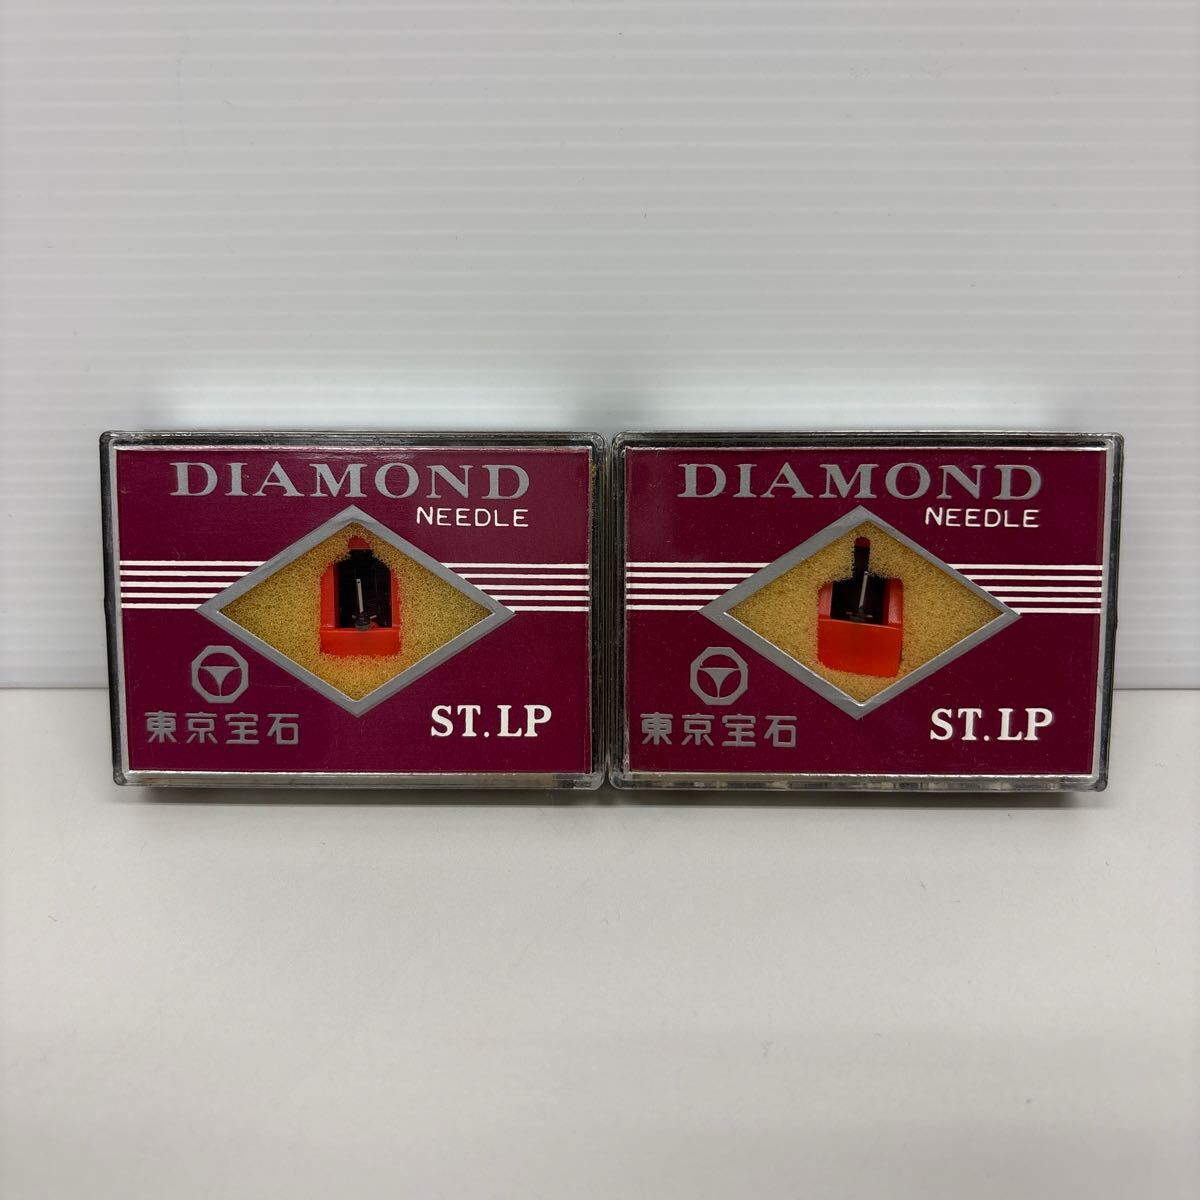 DIAMOND
NEEDLE
東京宝石
ST.LP
DIAMOND
NEEDLE
東京宝石
ST.LP